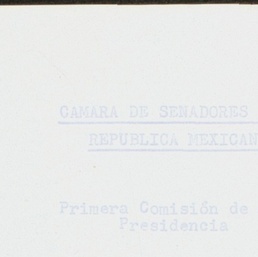 CAMARA DE SENADORES
REPUBLICA MEXICAN
Primera Comisión de
Presidencia